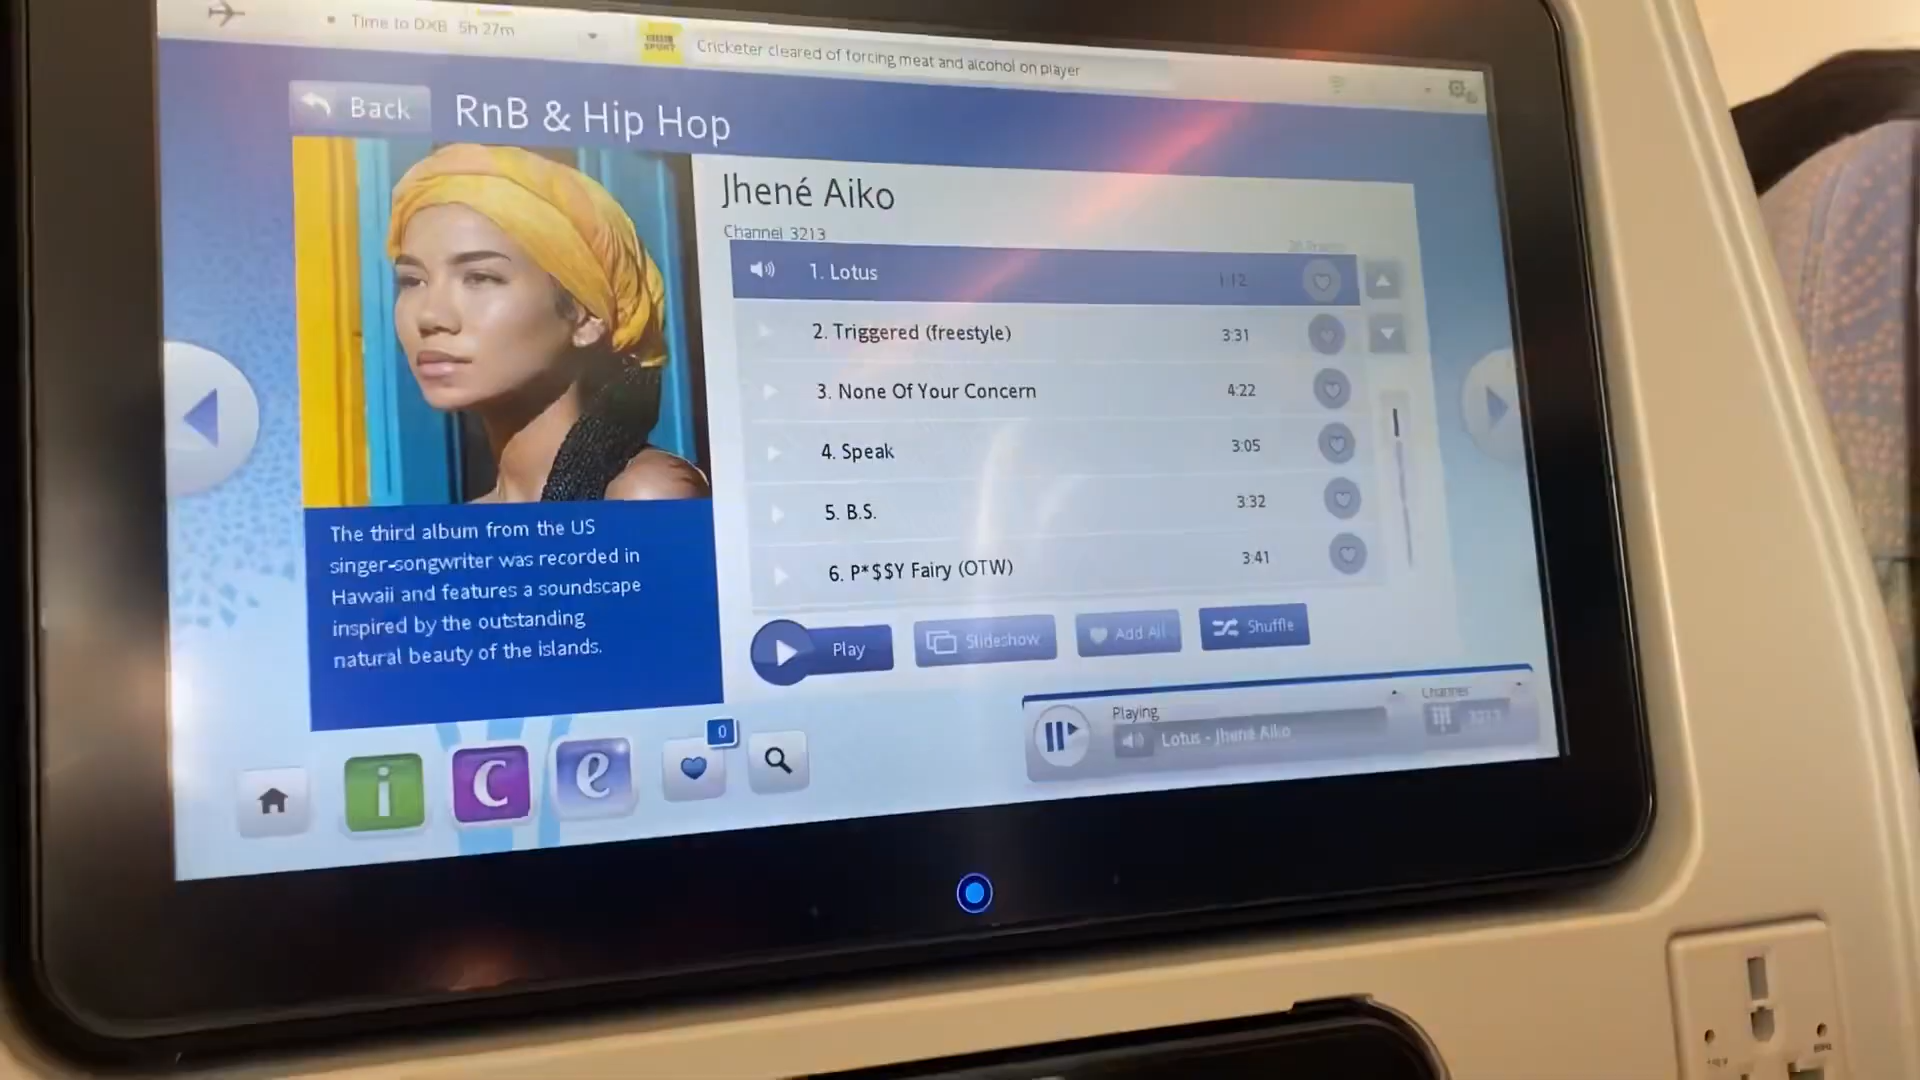 Time to DXB 5h 27m
BBC SPORT
Cricketer cleared of forcing meat and alcohol on player
Back
RnB & Hip Hop
Jhené Aiko
Channel 3213
1. Lotus 1:12
2. Triggered (freestyle) 3:31
3. None Of Your Concern 4:22
4. Speak 3:05
5. B.S. 3:32
6. P*$$Y Fairy (OTW) 3:41
The third album from the US
singer-songwriter was recorded in
Hawaii and features a soundscape
inspired by the outstanding
natural beauty of the islands.
Play
Slideshow
Add All
Shuffle
Playing
Lotus - Jhené Aiko
Channel
3213
i
C
e
0